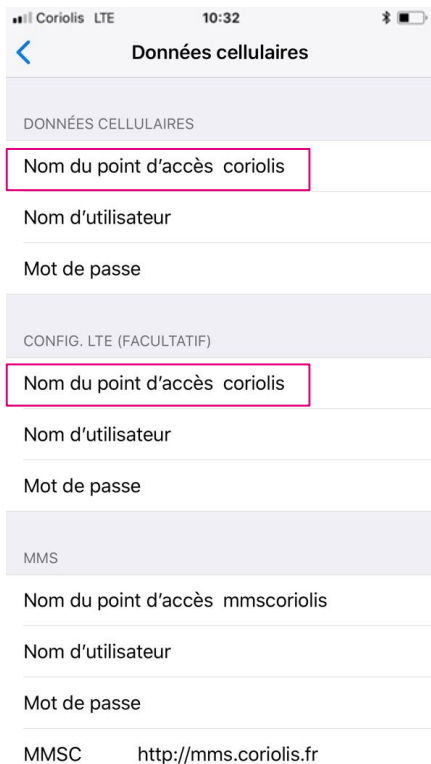 Coriolis LTE 10:32
Données cellulaires
DONNÉES CELLULAIRES
Nom du point d'accès coriolis
Nom d'utilisateur
Mot de passe
CONFIG. LTE (FACULTATIF)
Nom du point d'accès coriolis
Nom d'utilisateur
Mot de passe
MMS
Nom du point d'accès mmscoriolis
Nom d'utilisateur
Mot de passe
MMSC http://mms.coriolis.fr